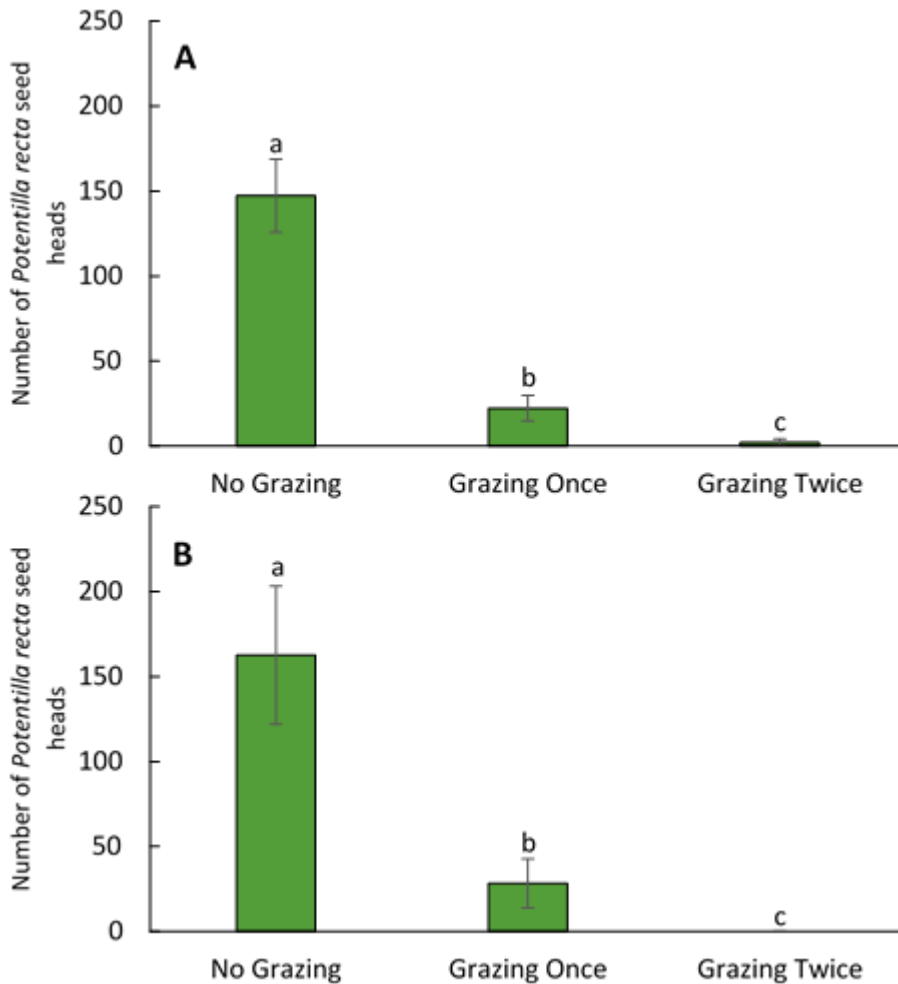 A
Number of Potentilla recta seed
heads
250
200
150
100
50
0
a
b
c
No Grazing
Grazing Once
Grazing Twice
B
Number of Potentilla recta seed
heads
250
200
150
100
50
0
a
b
c
No Grazing
Grazing Once
Grazing Twice